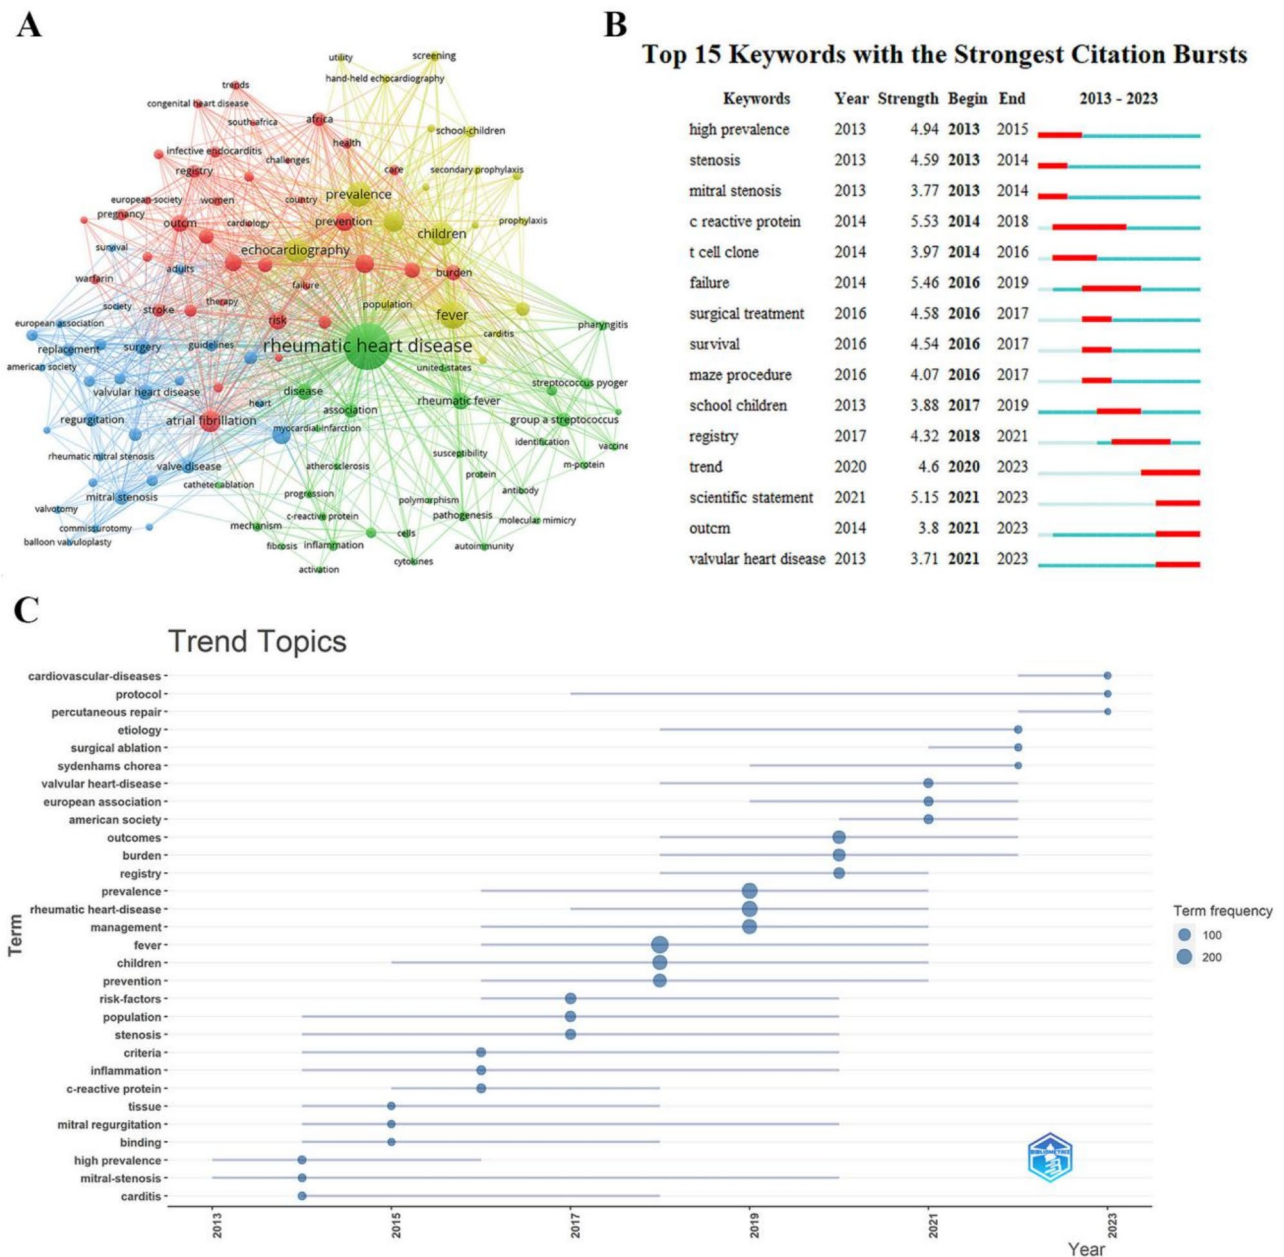 A
utility
screening
hand-held echocardiography
trends
congenital heart disease
south-africa
africa
school-children
health
infective endocarditis
challenges
registry
care
secondary prophylaxis
european-society
women
country
prevalence
pregnancy
outcm
cardiology
prevention
prophylaxis
children
survival
echocardiography
adults
burden
warfarin
failure
society
therapy
population
stroke
fever
european association
risk
carditis
pharyngitis
replacement
surgery
guidelines
rheumatic heart disease
american society
united-states
valvular heart disease
disease
streptococcus pyoger
heart
rheumatic fever
regurgitation
atrial fibrillation
association
group a streptococcus
myocardial-infarction
identification
vaccine
rheumatic mitral stenosis
susceptibility
valve disease
atherosclerosis
m-protein
protein
catheter ablation
mitral stenosis
progression
antibody
polymorphism
valvotomy
c-reactive protein
pathogenesis
molecular mimicry
commissurotomy
mechanism
cells
balloon valvuloplasty
fibrosis
inflammation
autoimmunity
cytokines
activation
B
Top 15 Keywords with the Strongest Citation Bursts
Keywords Year Strength Begin End 2013 - 2023
high prevalence 2013 4.94 2013 2015
stenosis 2013 4.59 2013 2014
mitral stenosis 2013 3.77 2013 2014
c reactive protein 2014 5.53 2014 2018
t cell clone 2014 3.97 2014 2016
failure 2014 5.46 2016 2019
surgical treatment 2016 4.58 2016 2017
survival 2016 4.54 2016 2017
maze procedure 2016 4.07 2016 2017
school children 2013 3.88 2017 2019
registry 2017 4.32 2018 2021
trend 2020 4.6 2020 2023
scientific statement 2021 5.15 2021 2023
outcm 2014 3.8 2021 2023
valvular heart disease 2013 3.71 2021 2023
C
Trend Topics
Term
cardiovascular-diseases
protocol
percutaneous repair
etiology
surgical ablation
sydenhams chorea
valvular heart-disease
european association
american society
outcomes
burden
registry
prevalence
rheumatic heart-disease
management
fever
children
prevention
risk-factors
population
stenosis
criteria
inflammation
c-reactive protein
tissue
mitral regurgitation
binding
high prevalence
mitral-stenosis
carditis
Term frequency
100
200
BIBLIOMETRIX
2013 2015 2017 2019 2021 2023
Year